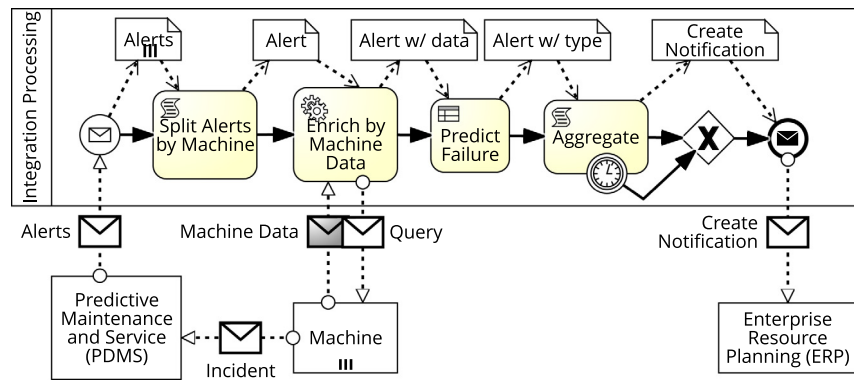 Integration Processing
Alerts
Alert
Alert w/ data
Alert w/ type
Create
Notification
Split Alerts
by Machine
Enrich by
Machine
Data
Predict
Failure
Aggregate
X
Alerts
Machine Data
Query
Create
Notification
Predictive
Maintenance
and Service
(PDMS)
Incident
Machine
Enterprise
Resource
Planning (ERP)